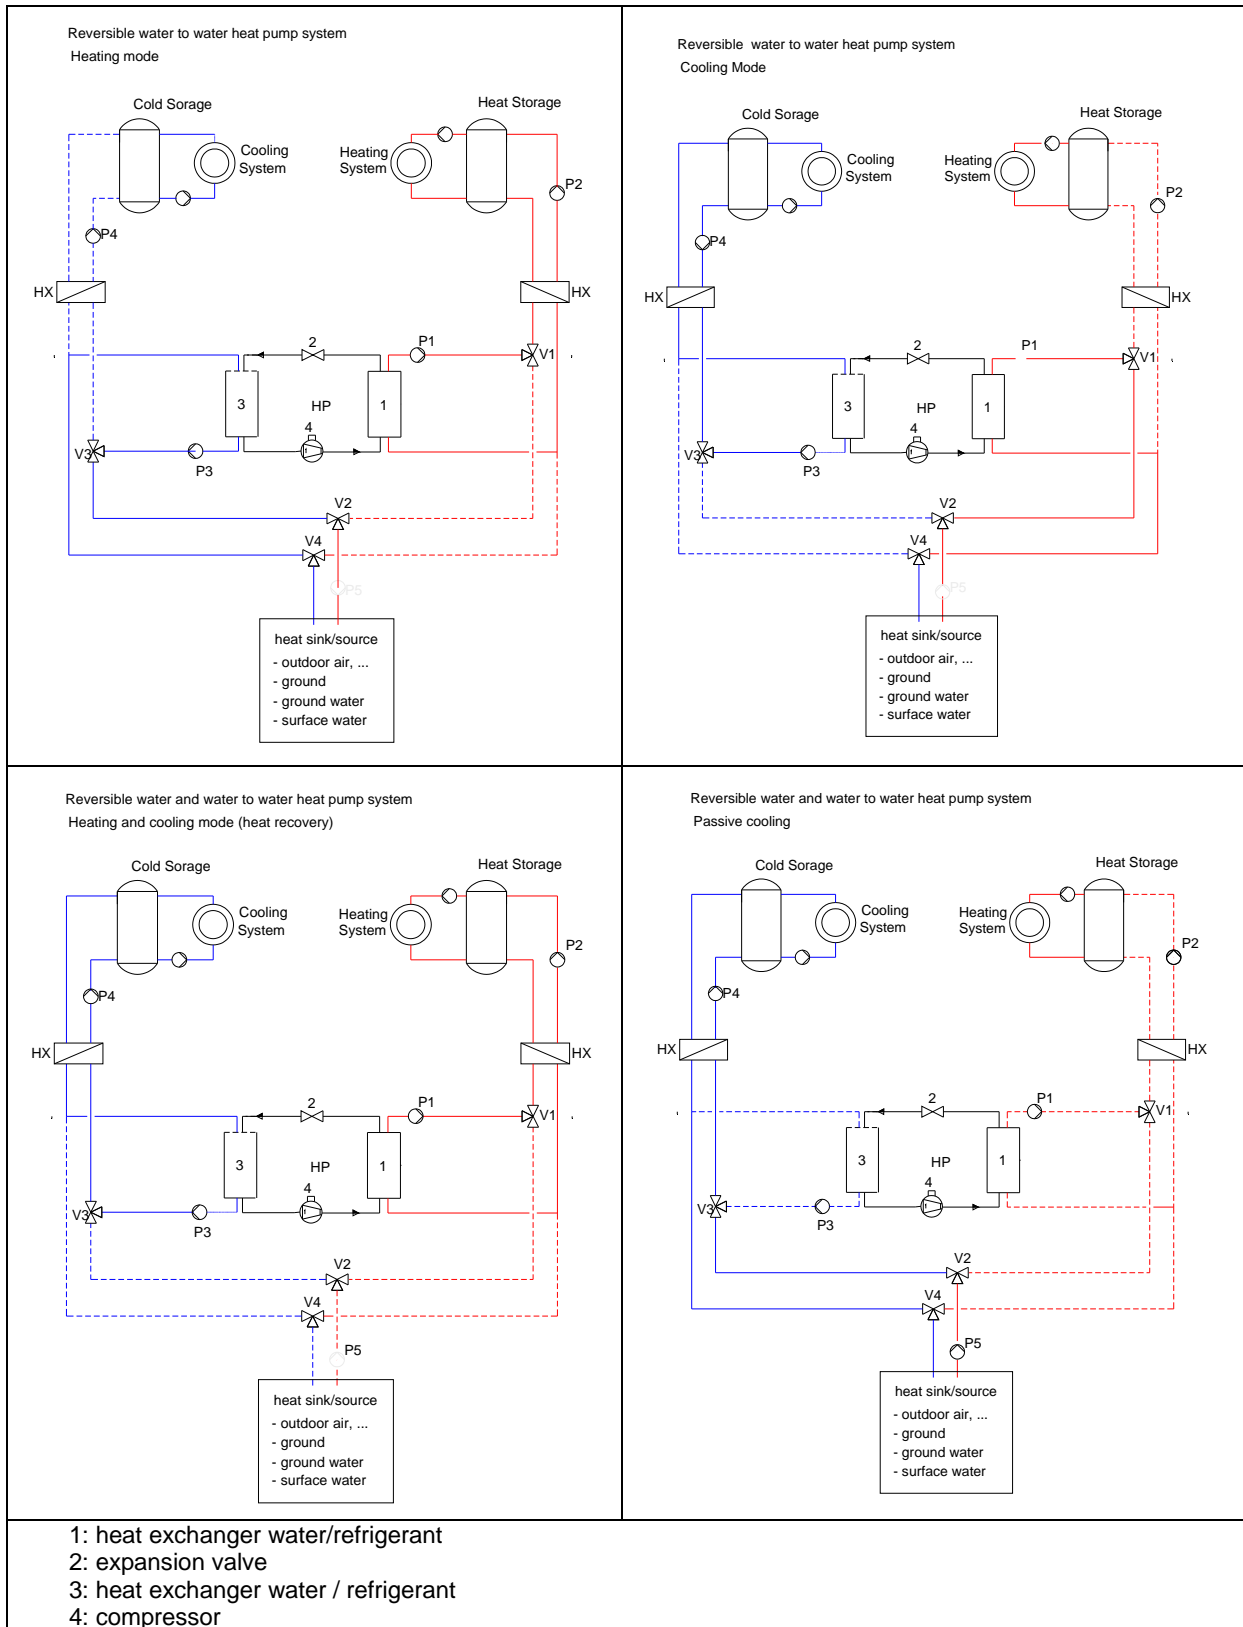 Reversible water to water heat pump system
Heating mode
Cold Sorage
Heat Storage
Cooling
System
Heating
System
P2
P4
HX
HX
2
P1
V1
3
HP
1
4
V3
P3
V2
V4
P5
heat sink/source
- outdoor air, ...
- ground
- ground water
- surface water
Reversible water to water heat pump system
Cooling Mode
Cold Sorage
Heat Storage
Cooling
System
Heating
System
P2
P4
HX
HX
2
P1
V1
3
HP
1
4
V3
P3
V2
V4
P5
heat sink/source
- outdoor air, ...
- ground
- ground water
- surface water
Reversible water and water to water heat pump system
Heating and cooling mode (heat recovery)
Cold Sorage
Heat Storage
Cooling
System
Heating
System
P2
P4
HX
HX
2
P1
V1
3
HP
1
4
V3
P3
V2
V4
P5
heat sink/source
- outdoor air, ...
- ground
- ground water
- surface water
Reversible water and water to water heat pump system
Passive cooling
Cold Sorage
Heat Storage
Cooling
System
Heating
System
P2
P4
HX
HX
2
P1
V1
3
HP
1
4
V3
P3
V2
V4
P5
heat sink/source
- outdoor air, ...
- ground
- ground water
- surface water
1: heat exchanger water/refrigerant
2: expansion valve
3: heat exchanger water / refrigerant
4: compressor